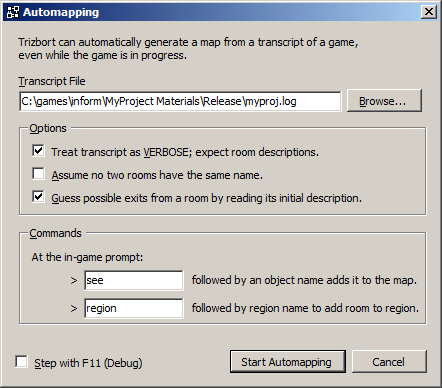 Automapping
Trizbort can automatically generate a map from a transcript of a game,
even while the game is in progress.
Transcript File
C:\games\inform\MyProject Materials\Release\myproj.log
Browse...
Options
Treat transcript as VERBOSE; expect room descriptions.
Assume no two rooms have the same name.
Guess possible exits from a room by reading its initial description.
Commands
At the in-game prompt:
> see followed by an object name adds it to the map.
> region followed by region name to add room to region.
Step with F11 (Debug) Start Automapping Cancel